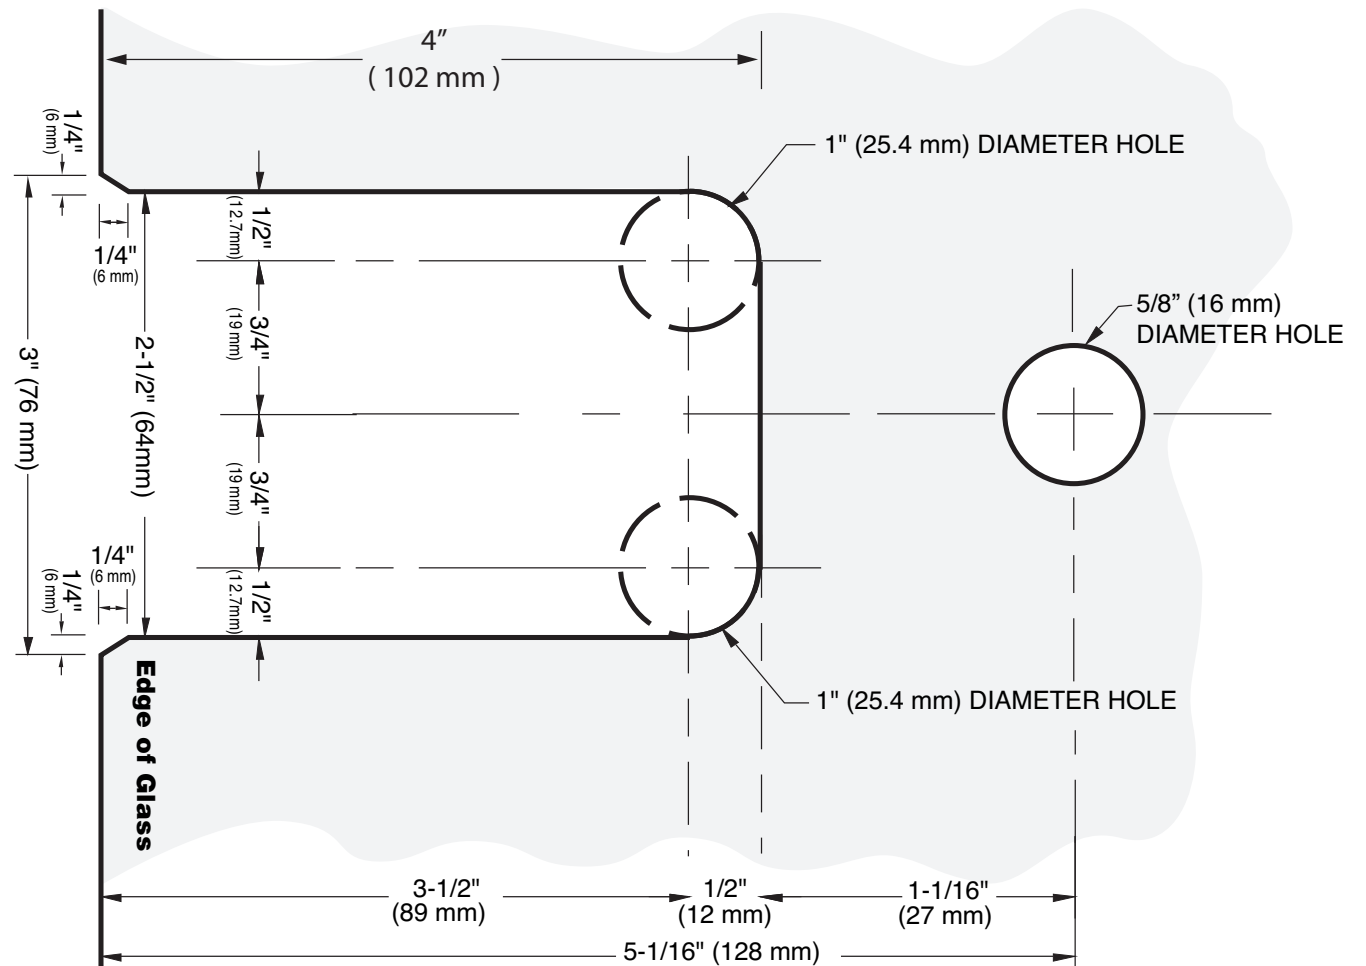 4″
( 102 mm )
1/4"
(6 mm)
1" (25.4 mm) DIAMETER HOLE
1/2"
(12.7mm)
1/4"
(6 mm)
5/8” (16 mm)
DIAMETER HOLE
3/4"
(19 mm)
3" (76 mm)
2-1/2" (64mm)
3/4"
(19 mm)
1/4"
(6 mm)
1/4"
(6 mm)
1/2"
(12.7mm)
Edge of Glass
1" (25.4 mm) DIAMETER HOLE
3-1/2"
(89 mm)
1/2"
(12 mm)
1-1/16"
(27 mm)
5-1/16" (128 mm)